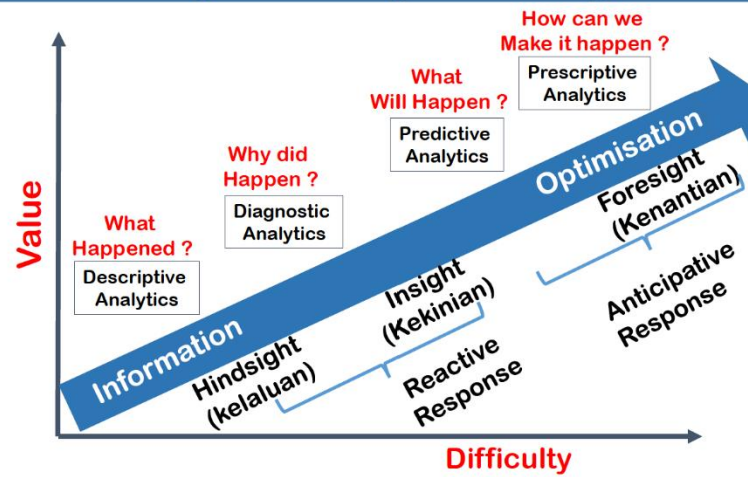 How can we
Make it happen ?
Prescriptive
Analytics
What
Will Happen ?
Predictive
Analytics
Why did
Happen ?
Diagnostic
Analytics
What
Happened ?
Descriptive
Analytics
Value
Information
Optimisation
Hindsight
(kelaluan)
Insight
(Kekinian)
Foresight
(Kenantian)
Reactive
Response
Anticipative
Response
Difficulty